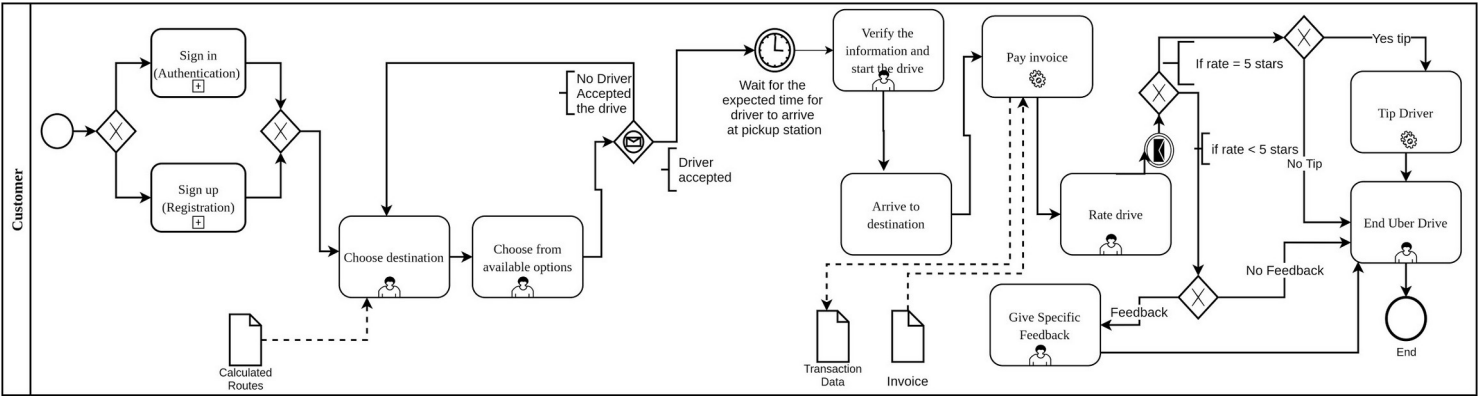 Customer
Sign in
(Authentication)
Sign up
(Registration)
Calculated
Routes
Choose destination
Choose from
available options
No Driver
Accepted
the drive
Driver
accepted
Wait for the
expected time for
driver to arrive
at pickup station
Verify the
information and
start the drive
Arrive to
destination
Pay invoice
Transaction
Data
Invoice
Rate drive
If rate = 5 stars
if rate < 5 stars
Yes tip
No Tip
Tip Driver
Feedback
No Feedback
Give Specific
Feedback
End Uber Drive
End